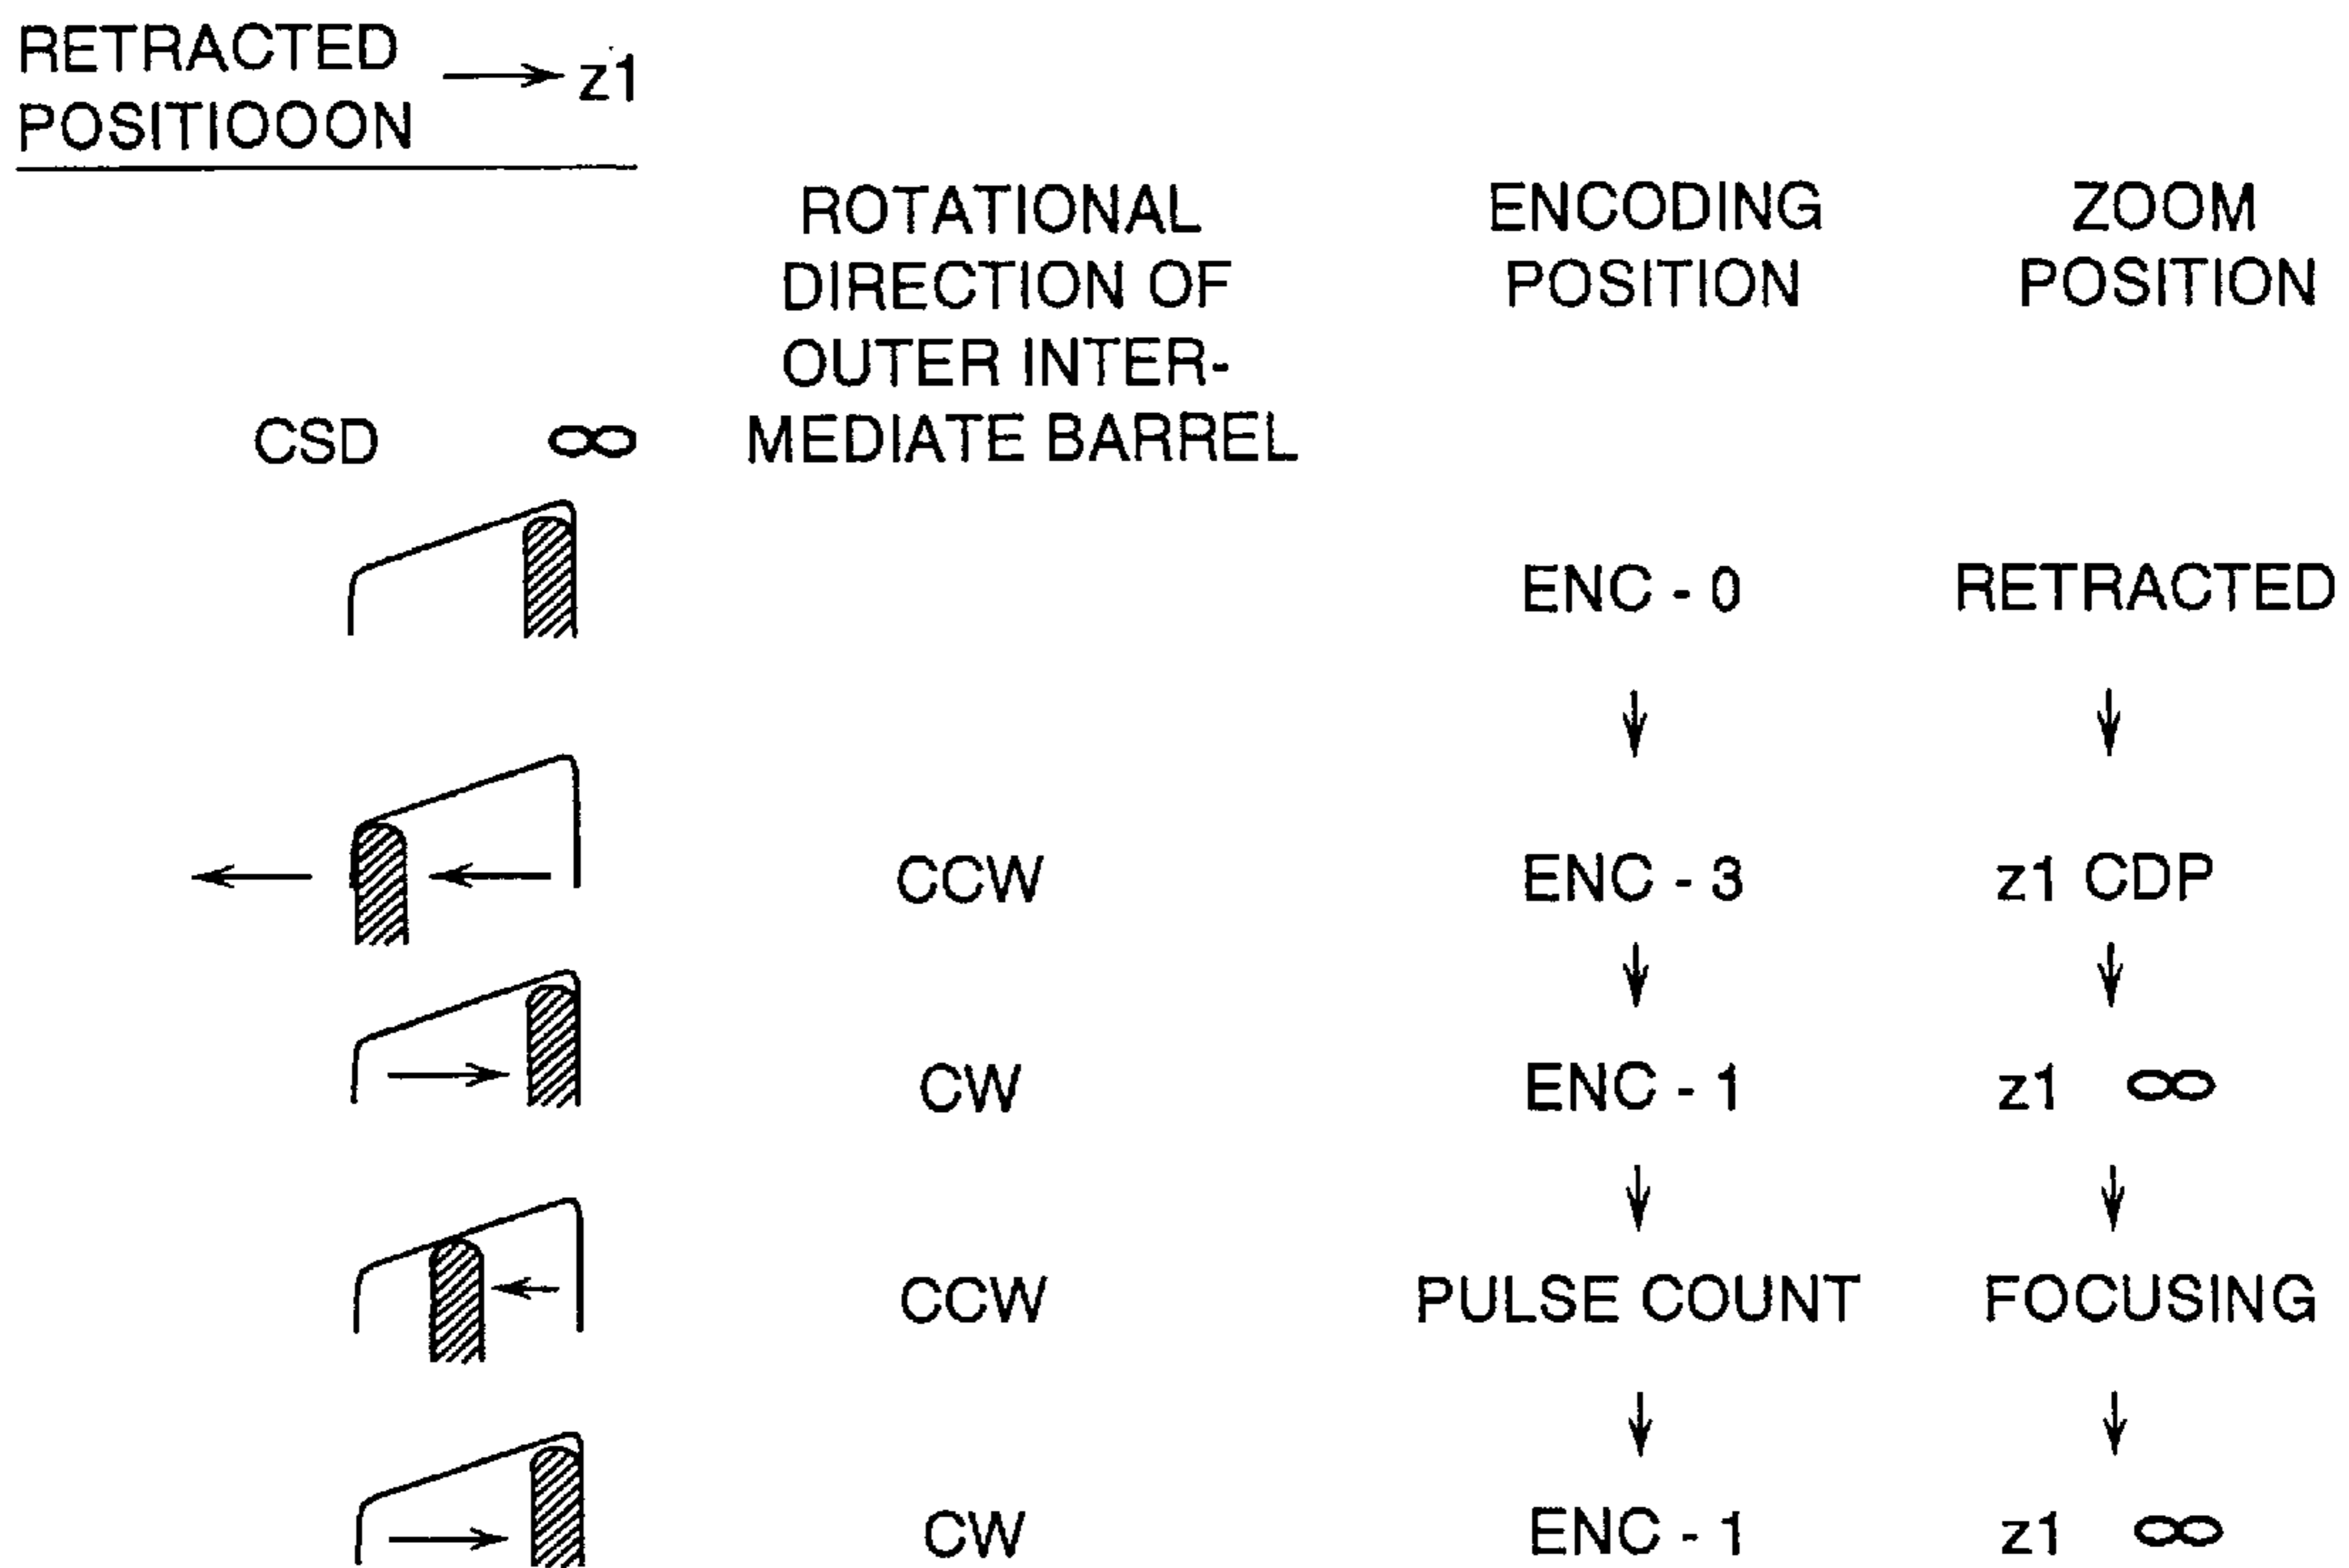 RETRACTED
POSITIOOON
z1
ROTATIONAL
DIRECTION OF
OUTER INTER-
MEDIATE BARREL
ENCODING
POSITION
ZOOM
POSITION
CSD ∞
ENC - 0 RETRACTED
CCW ENC - 3 z1 CDP
CW ENC - 1 z1 ∞
CCW PULSE COUNT FOCUSING
CW ENC - 1 z1 ∞